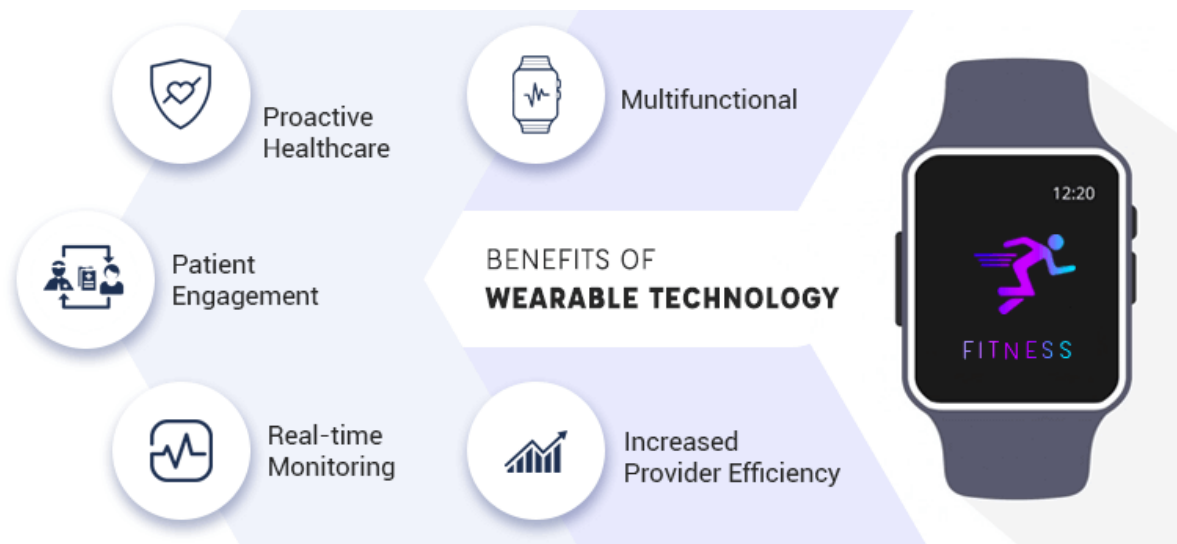 Proactive
Healthcare
Multifunctional
12:20
Patient
Engagement
BENEFITS OF
WEARABLE TECHNOLOGY
FITNESS
Real-time
Monitoring
Increased
Provider Efficiency